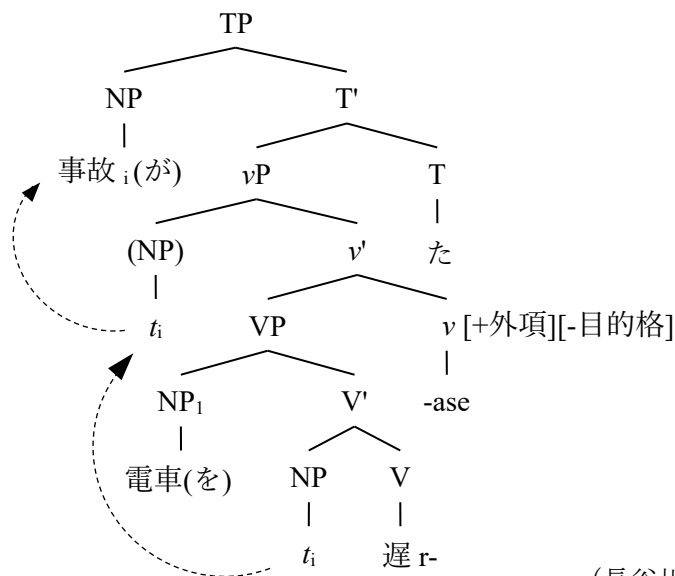 TP
NP T'
事故 i(が) vP T
(NP) v' た
ti VP v [+外項][-目的格]
NP1 V' -ase
電車(を) NP V
ti 遅 r-